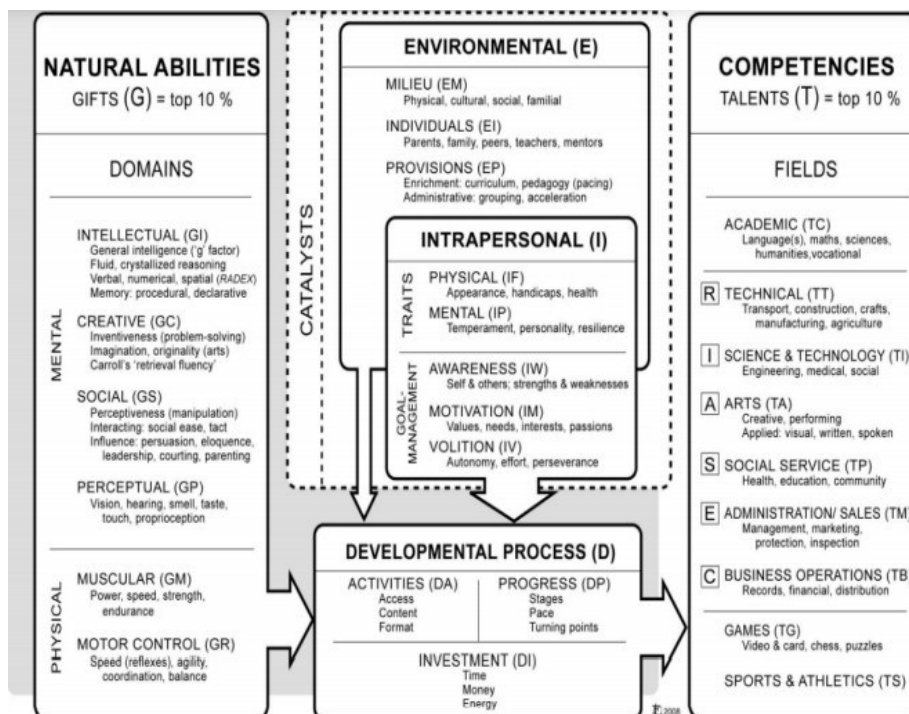 NATURAL ABILITIES
GIFTS (G) = top 10 %
DOMAINS
MENTAL
INTELLECTUAL (GI)
General intelligence ('g' factor)
Fluid, crystallized reasoning
Verbal, numerical, spatial (RADEX)
Memory: procedural, declarative
CREATIVE (GC)
Inventiveness (problem-solving)
Imagination, originality (arts)
Carroll's 'retrieval fluency'
SOCIAL (GS)
Perceptiveness (manipulation)
Interacting: social ease, tact
Influence: persuasion, eloquence,
leadership, courting, parenting
PERCEPTUAL (GP)
Vision, hearing, smell, taste,
touch, proprioception
PHYSICAL
MUSCULAR (GM)
Power, speed, strength,
endurance
MOTOR CONTROL (GR)
Speed (reflexes), agility,
coordination, balance
CATALYSTS
ENVIRONMENTAL (E)
MILIEU (EM)
Physical, cultural, social, familial
INDIVIDUALS (EI)
Parents, family, peers, teachers, mentors
PROVISIONS (EP)
Enrichment: curriculum, pedagogy (pacing)
Administrative: grouping, acceleration
INTRAPERSONAL (I)
TRAITS
PHYSICAL (IF)
Appearance, handicaps, health
MENTAL (IP)
Temperament, personality, resilience
GOAL-
MANAGEMENT
AWARENESS (IW)
Self & others; strengths & weaknesses
MOTIVATION (IM)
Values, needs, interests, passions
VOLITION (IV)
Autonomy, effort, perseverance
DEVELOPMENTAL PROCESS (D)
ACTIVITIES (DA)
Access
Content
Format
PROGRESS (DP)
Stages
Pace
Turning points
INVESTMENT (DI)
Time
Money
Energy
2008
COMPETENCIES
TALENTS (T) = top 10 %
FIELDS
ACADEMIC (TC)
Language(s), maths, sciences,
humanities,vocational
R TECHNICAL (TT)
Transport, construction, crafts,
manufacturing, agriculture
I SCIENCE & TECHNOLOGY (TI)
Engineering, medical, social
A ARTS (TA)
Creative, performing
Applied: visual, written, spoken
S SOCIAL SERVICE (TP)
Health, education, community
E ADMINISTRATION/ SALES (TM)
Management, marketing,
protection, inspection
C BUSINESS OPERATIONS (TB)
Records, financial, distribution
GAMES (TG)
Video & card, chess, puzzles
SPORTS & ATHLETICS (TS)